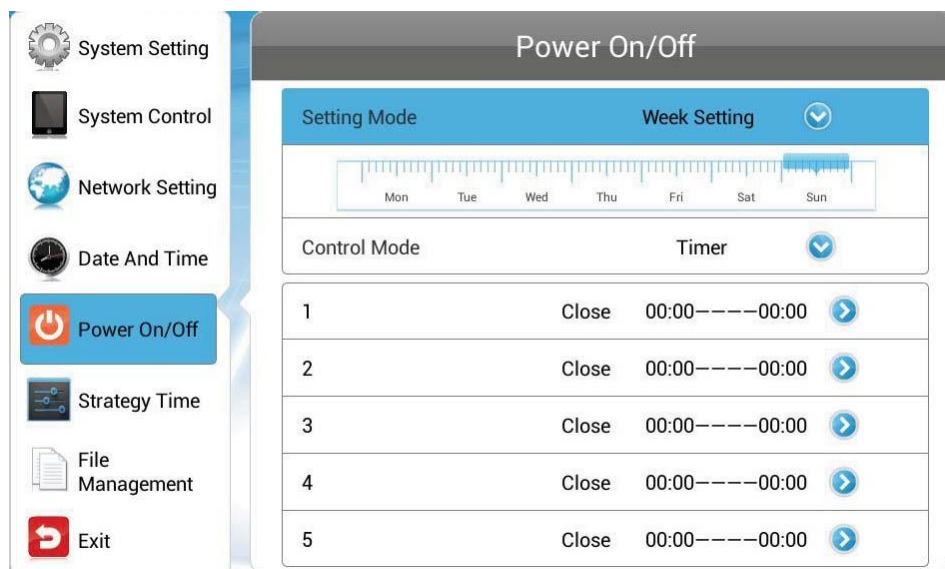 System Setting
System Control
Network Setting
Date And Time
Power On/Off
Strategy Time
File
Management
Exit
Power On/Off
Setting Mode Week Setting
Mon Tue Wed Thu Fri Sat Sun
Control Mode Timer
1 Close 00:00————00:00
2 Close 00:00————00:00
3 Close 00:00————00:00
4 Close 00:00————00:00
5 Close 00:00————00:00